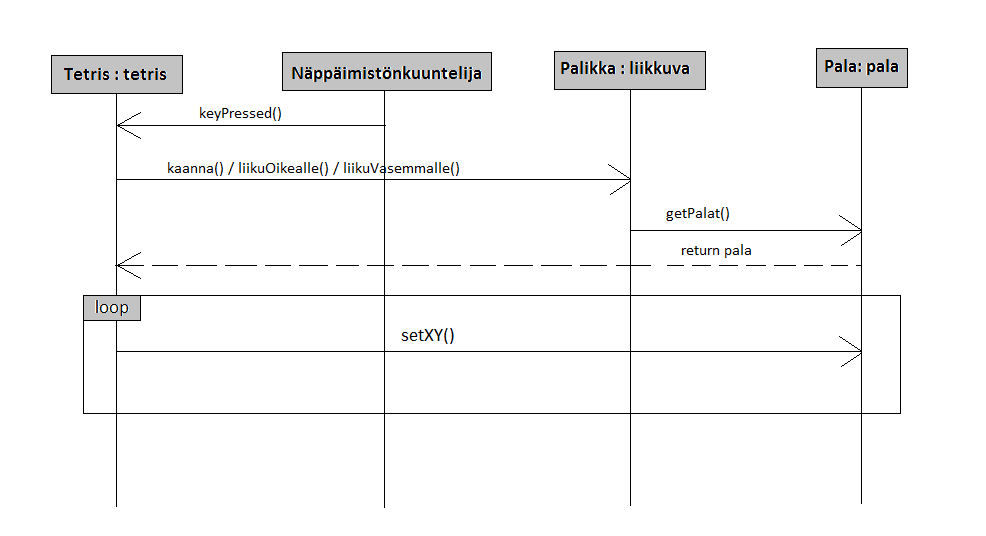 Tetris : tetris
Näppäimistönkuuntelija
Palikka : liikkuva
Pala: pala
keyPressed()
kaanna() / liikuOikealle() / liikuVasemmalle()
getPalat()
return pala
loop
setXY()